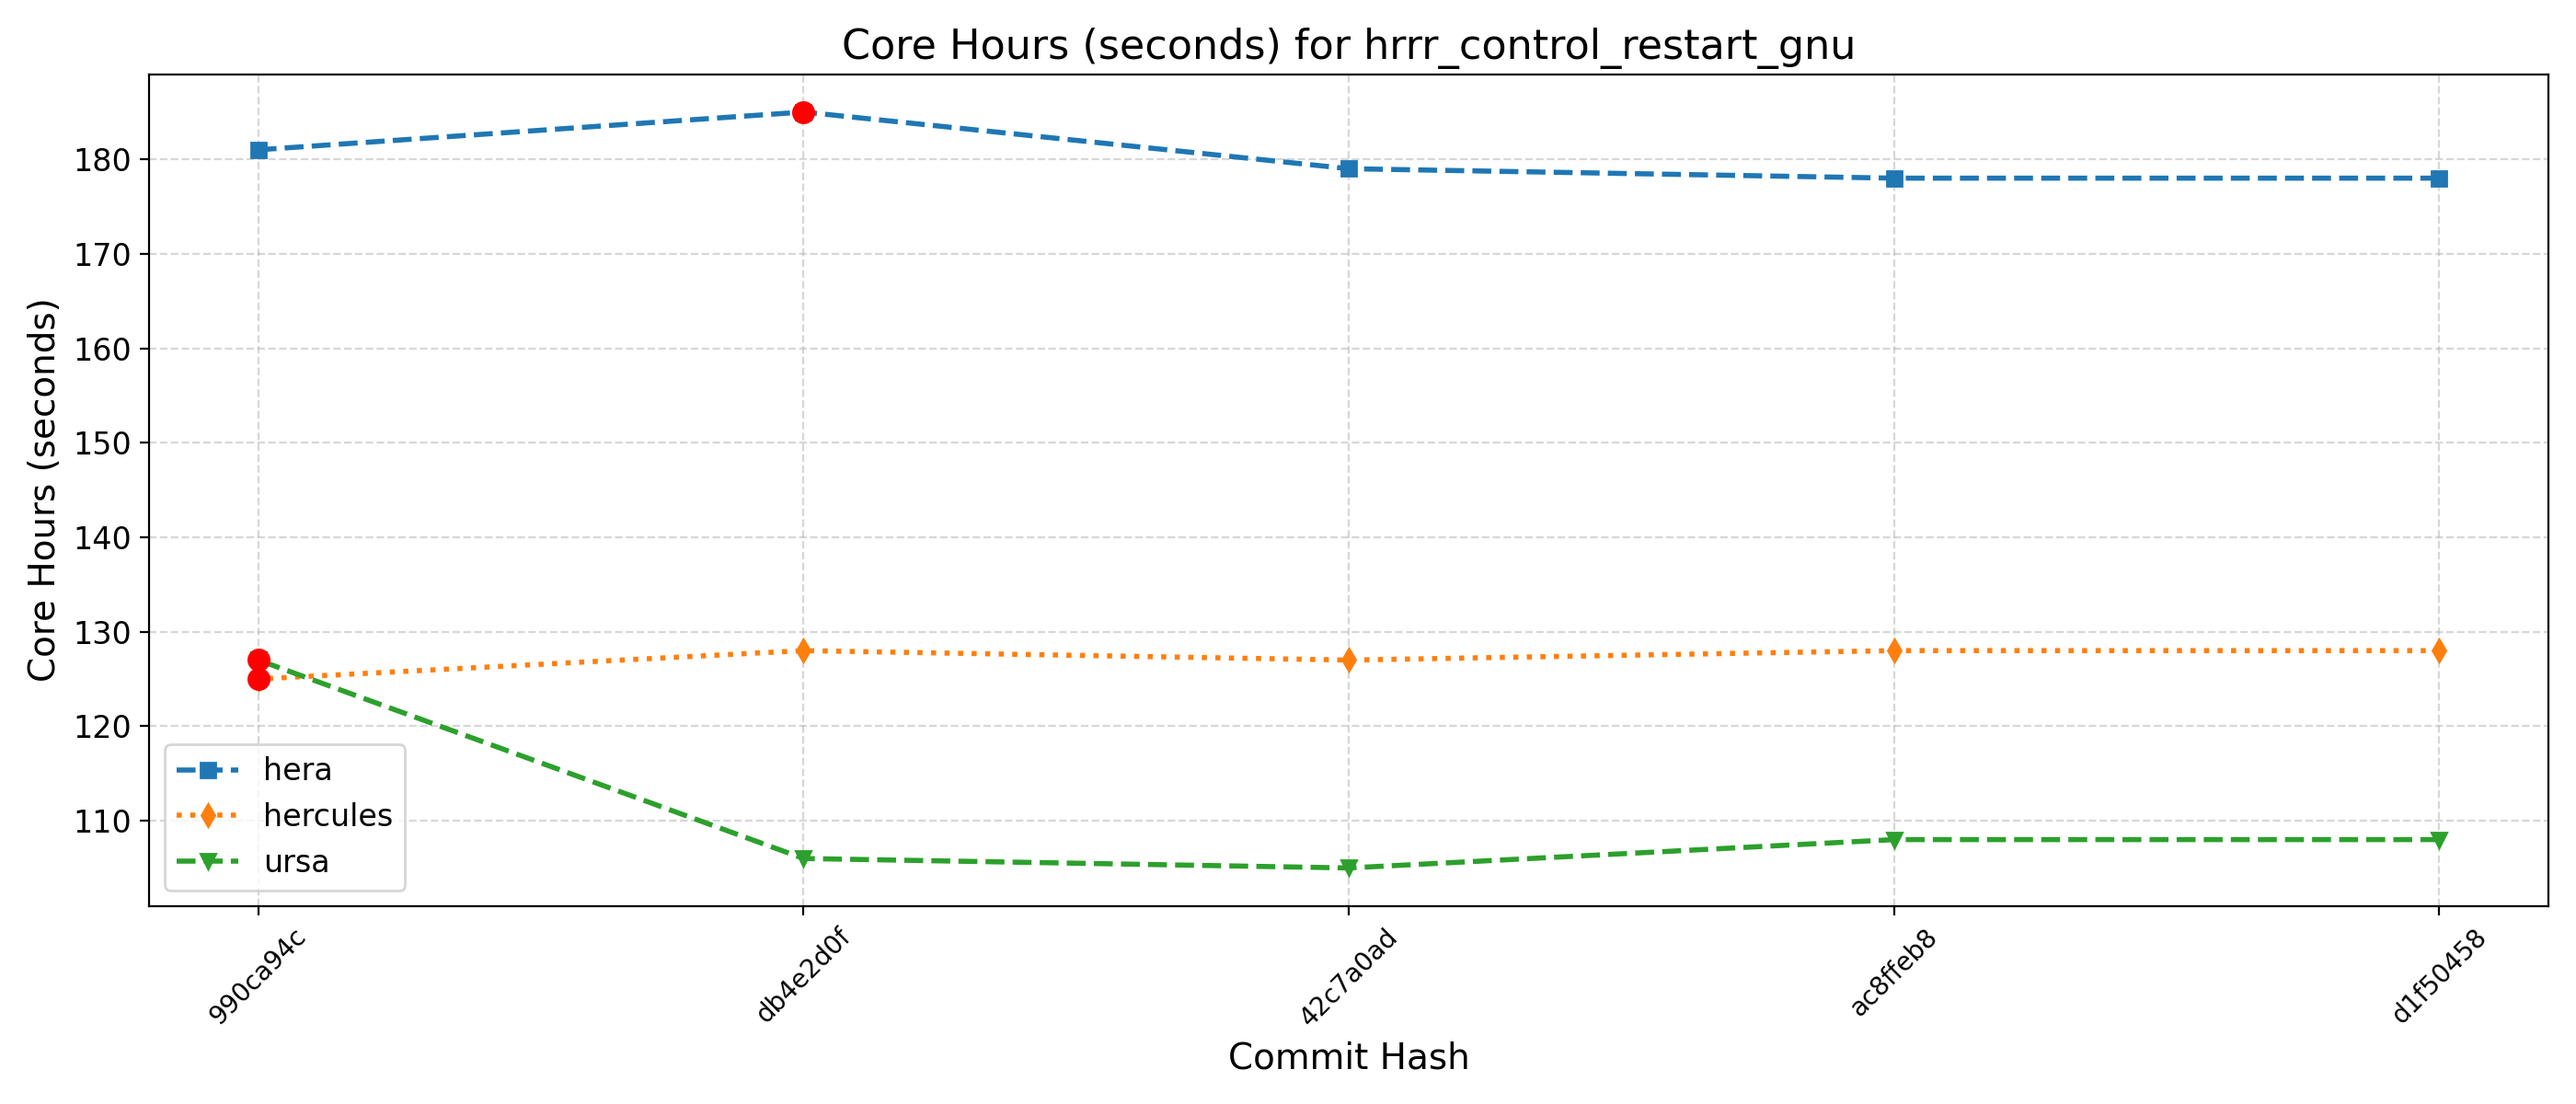 Core Hours (seconds) for hrrr_control_restart_gnu
Core Hours (seconds)
180
170
160
150
140
130
120
110
hera
hercules
ursa
990ca94c
db4e2d0f
42c7a0ad
ac8ffeb8
d1f50458
Commit Hash